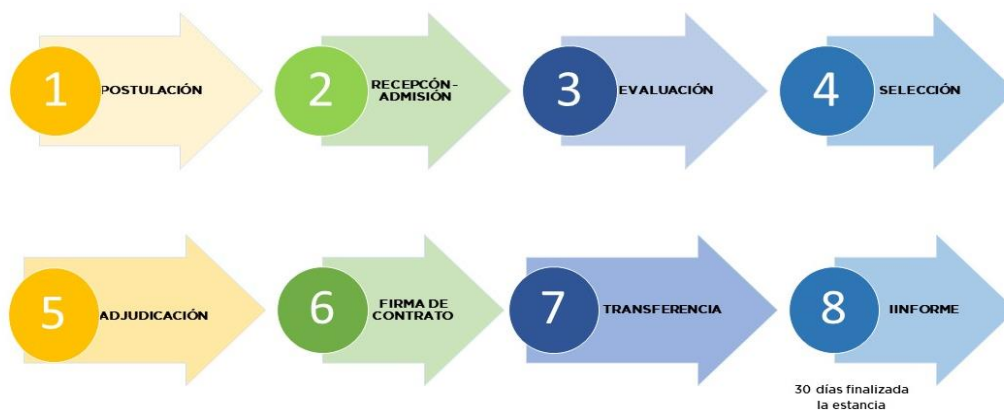 1 POSTULACIÓN
2 RECEPCÓN-
ADMISIÓN
3 EVALUACIÓN
4 SELECCIÓN
5 ADJUDICACIÓN
6 FIRMA DE
CONTRATO
7 TRANSFERENCIA
8 IINFORME
30 días finalizada
la estancia